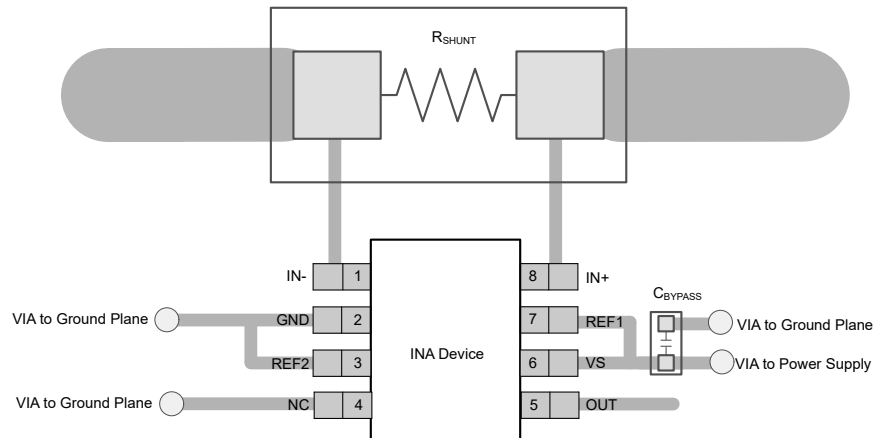 RSHUNT
IN-
1
8
IN+
CBYPASS
VIA to Ground Plane
GND
2
7
REF1
VIA to Ground Plane
INA Device
REF2
3
6
VS
VIA to Power Supply
VIA to Ground Plane
NC
4
5
OUT